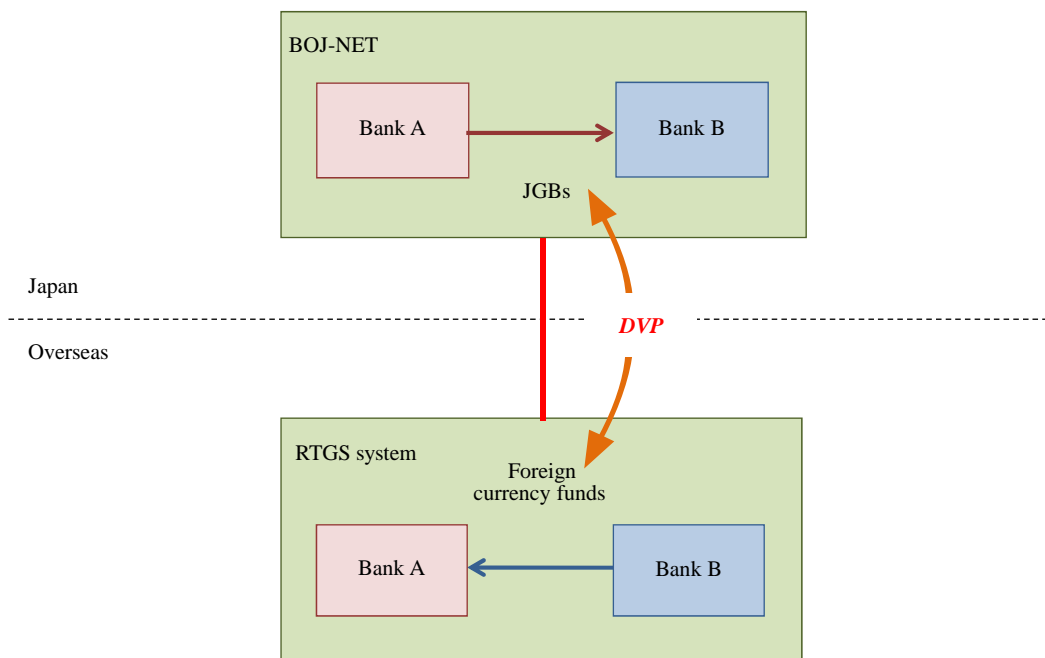 BOJ-NET
Bank A
Bank B
JGBs
Japan
DVP
Overseas
RTGS system
Foreign
currency funds
Bank A
Bank B